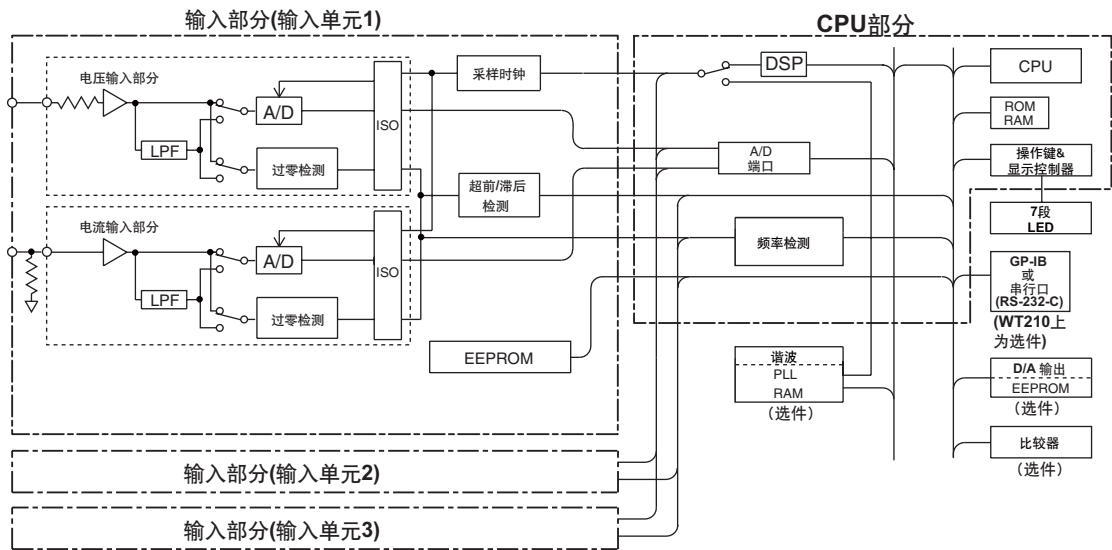 输入部分(输入单元1)
电压输入部分
A/D
LPF
过零检测
ISO
采样时钟
超前/滞后
检测
电流输入部分
A/D
LPF
过零检测
ISO
EEPROM
输入部分(输入单元2)
输入部分(输入单元3)
CPU部分
DSP
A/D
端口
频率检测
谐波
PLL
RAM
(选件)
CPU
ROM
RAM
操作键&
显示控制器
7段
LED
GP-IB
或
串行口
(RS-232-C)
(WT210上
为选件)
D/A 输出
EEPROM
(选件)
比较器
(选件)